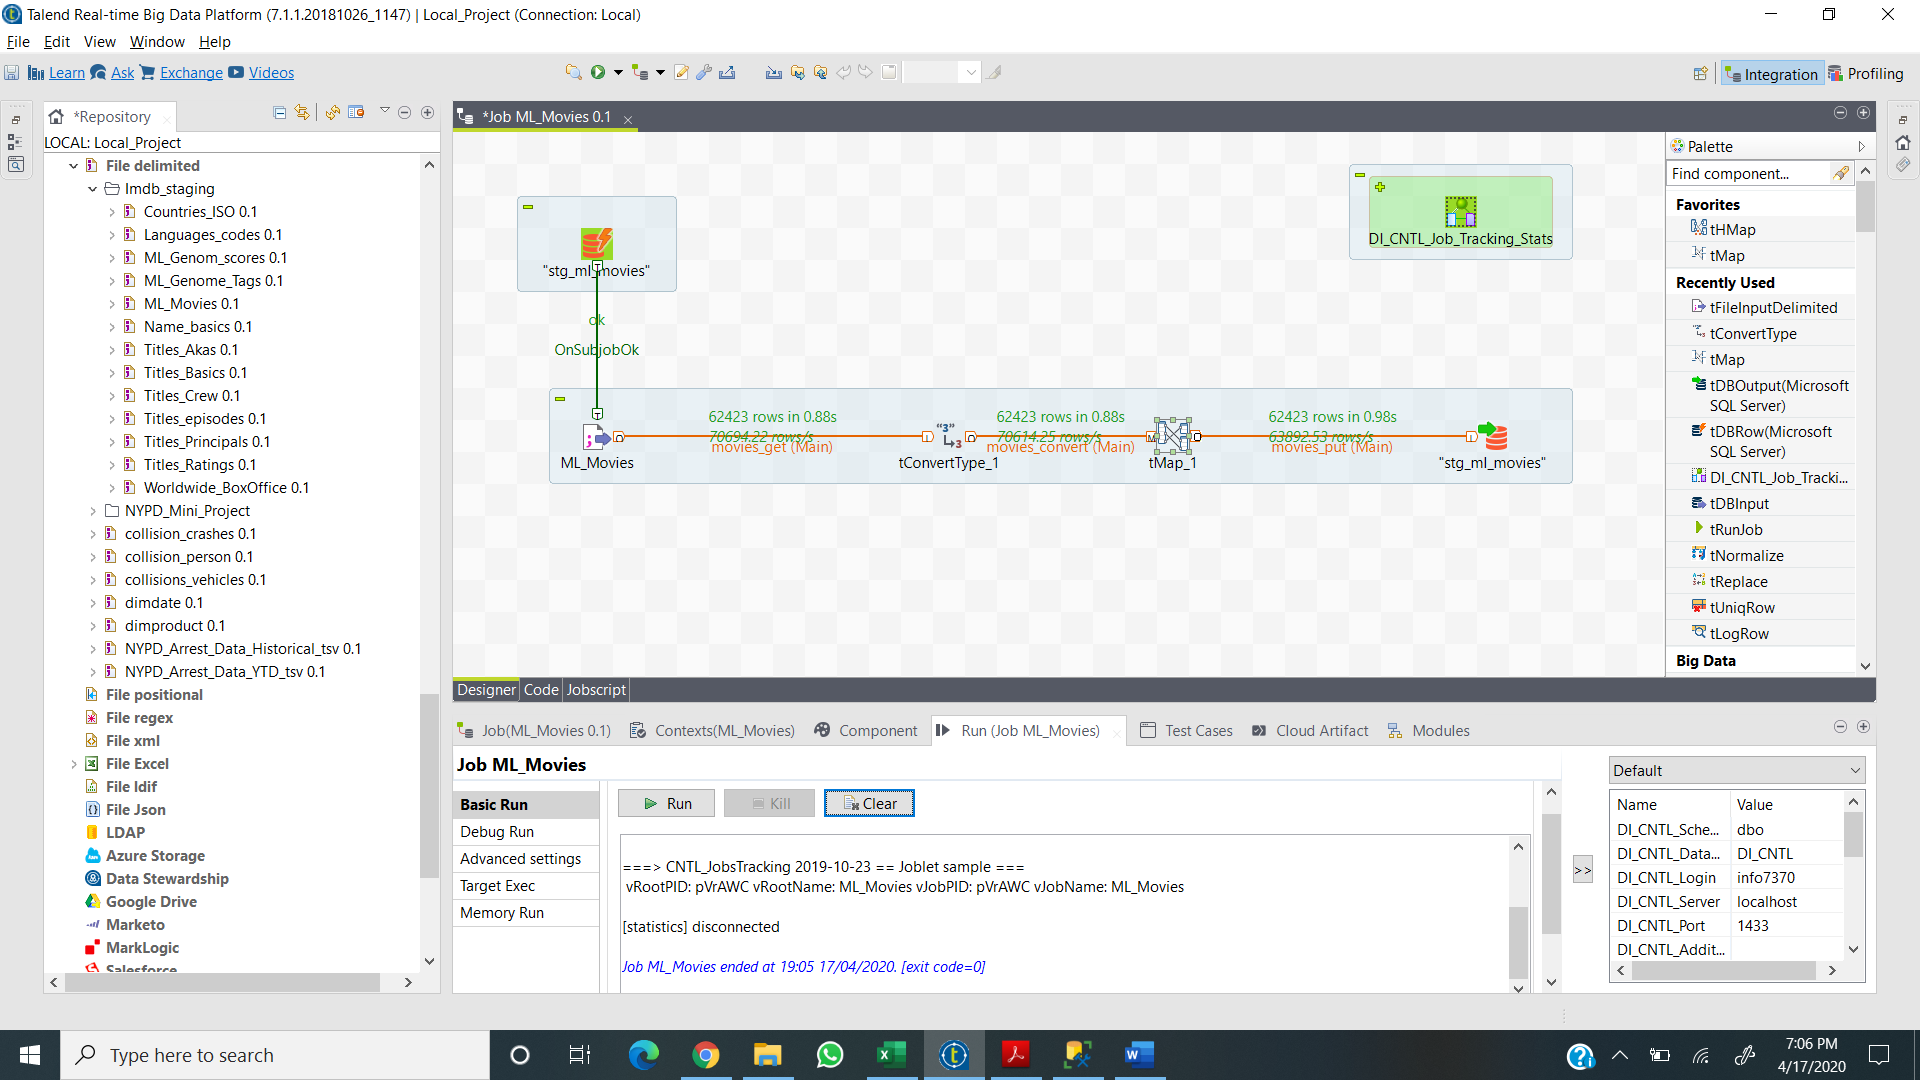 Talend Real-time Big Data Platform (7.1.1.20181026_1147) | Local_Project (Connection: Local)
File Edit View Window Help
Learn Ask Exchange Videos
Integration Profiling
*Repository
LOCAL: Local_Project
File delimited
Imdb_staging
Countries_ISO 0.1
Languages_codes 0.1
ML_Genom_scores 0.1
ML_Genome_Tags 0.1
ML_Movies 0.1
Name_basics 0.1
Titles_Akas 0.1
Titles_Basics 0.1
Titles_Crew 0.1
Titles_episodes 0.1
Titles_Principals 0.1
Titles_Ratings 0.1
Worldwide_BoxOffice 0.1
NYPD_Mini_Project
collision_crashes 0.1
collision_person 0.1
collisions_vehicles 0.1
dimdate 0.1
dimproduct 0.1
NYPD_Arrest_Data_Historical_tsv 0.1
NYPD_Arrest_Data_YTD_tsv 0.1
File positional
File regex
File xml
File Excel
File ldif
File Json
LDAP
Azure Storage
Data Stewardship
Google Drive
Marketo
MarkLogic
Salesforce
*Job ML_Movies 0.1
"stg_ml_movies"
ok
OnSubjobOk
DI_CNTL_Job_Tracking_Stats
62423 rows in 0.88s
70694.22 rows/s
movies_get (Main)
62423 rows in 0.88s
70614.25 rows/s
movies_convert (Main)
62423 rows in 0.98s
63892.53 rows/s
movies_put (Main)
ML_Movies
tConvertType_1
tMap_1
"stg_ml_movies"
Palette
Find component...
Favorites
tHMap
tMap
Recently Used
tFileInputDelimited
tConvertType
tMap
tDBOutput(Microsoft
SQL Server)
tDBRow(Microsoft
SQL Server)
DI_CNTL_Job_Tracki...
tDBInput
tRunJob
tNormalize
tReplace
tUniqRow
tLogRow
Big Data
Designer Code Jobscript
Job(ML_Movies 0.1) Contexts(ML_Movies) Component Run (Job ML_Movies) Test Cases Cloud Artifact Modules
Job ML_Movies
Basic Run
Debug Run
Advanced settings
Target Exec
Memory Run
Run Kill Clear
===> CNTL_JobsTracking 2019-10-23 == Joblet sample ===
vRootPID: pVrAWC vRootName: ML_Movies vJobPID: pVrAWC vJobName: ML_Movies
[statistics] disconnected
Job ML_Movies ended at 19:05 17/04/2020. [exit code=0]
>>
Default
Name Value
DI_CNTL_Sche... dbo
DI_CNTL_Data... DI_CNTL
DI_CNTL_Login info7370
DI_CNTL_Server localhost
DI_CNTL_Port 1433
DI_CNTL_Addit...
Type here to search
7:06 PM
4/17/2020